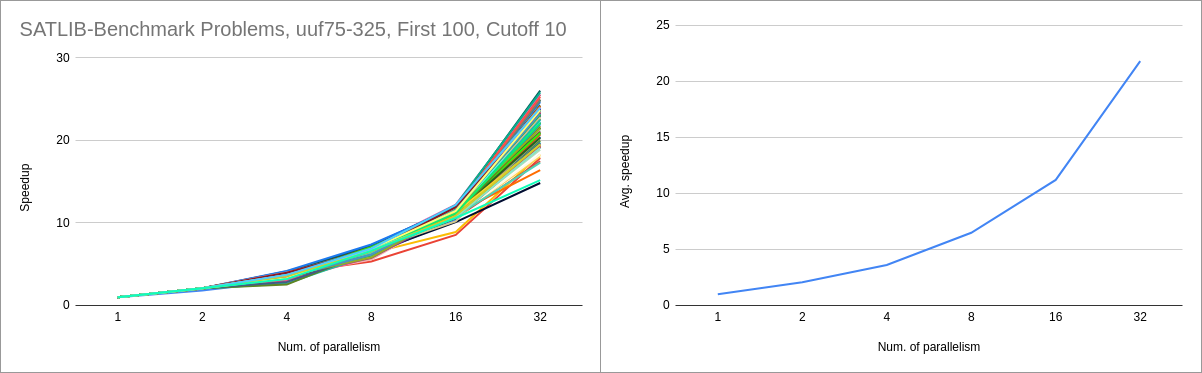 SATLIB-Benchmark Problems, uuf75-325, First 100, Cutoff 10
30
20
10
0
Speedup
1 2 4 8 16 32
Num. of parallelism
25
20
15
10
5
0
Avg. speedup
1 2 4 8 16 32
Num. of parallelism